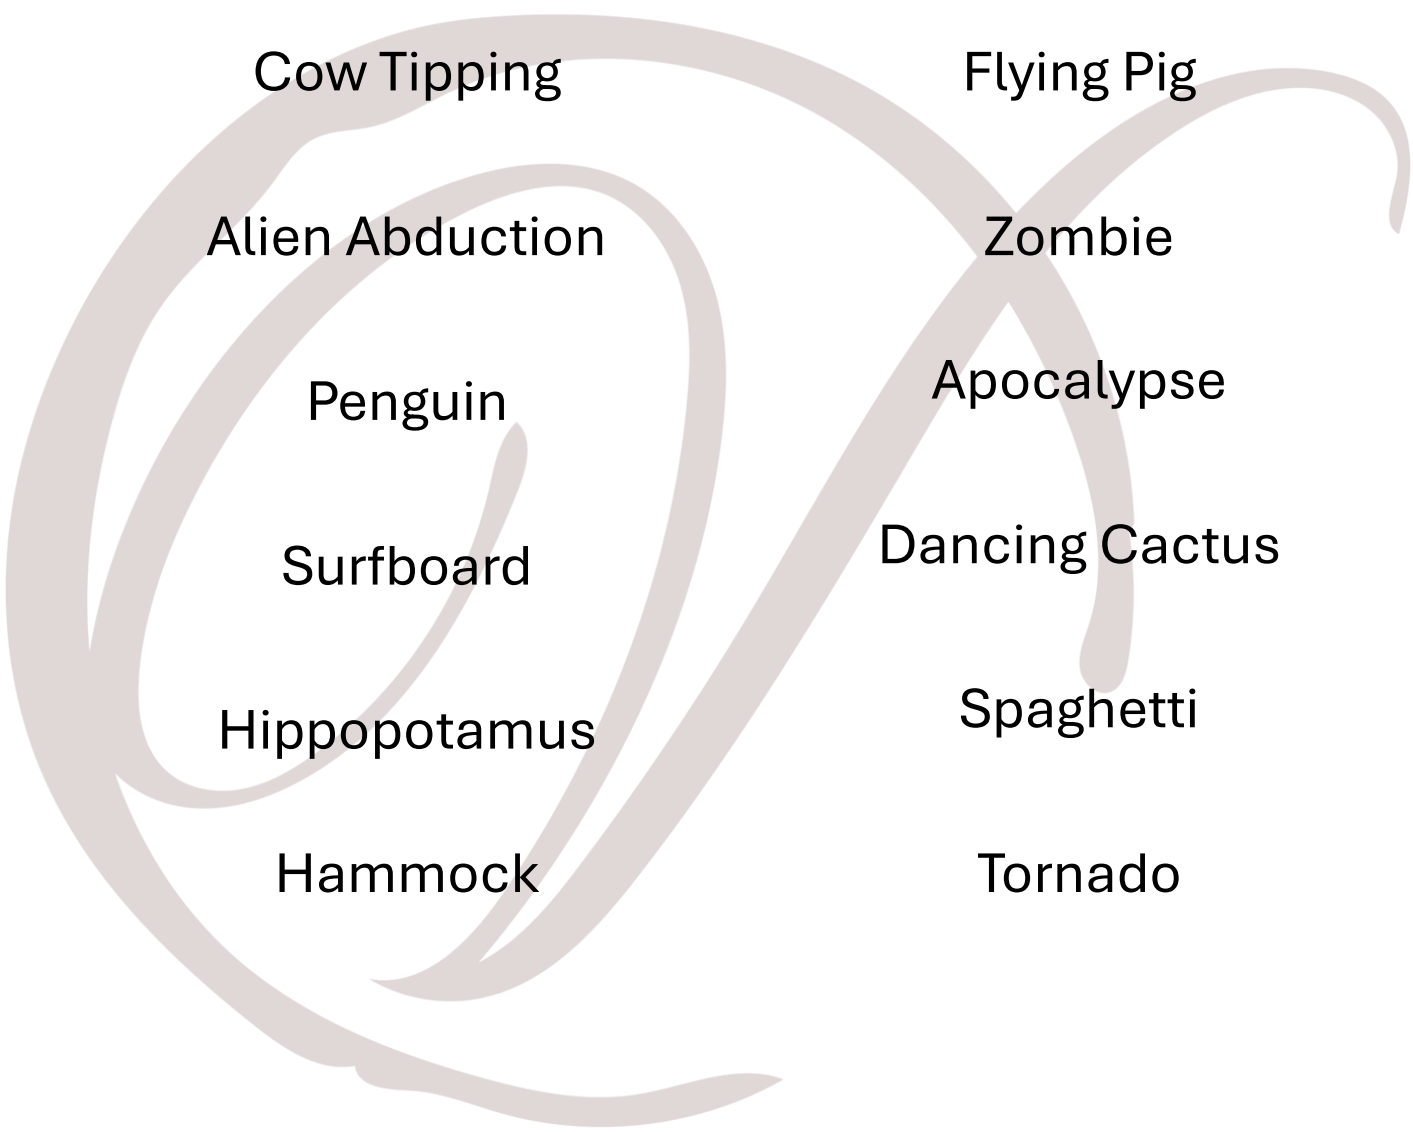 Cow Tipping
Alien Abduction
Penguin
Surfboard
Hippopotamus
Hammock
Flying Pig
Zombie
Apocalypse
Dancing Cactus
Spaghetti
Tornado